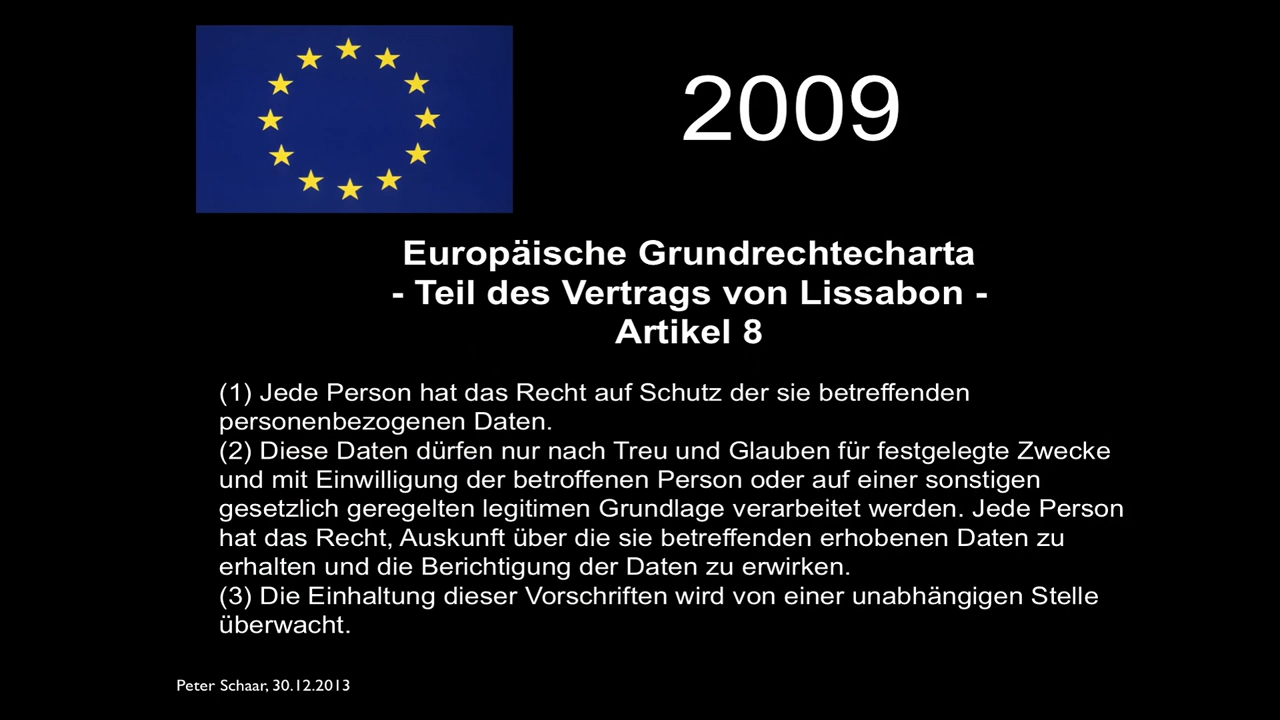 2009
Europäische Grundrechtecharta
- Teil des Vertrags von Lissabon -
Artikel 8
(1) Jede Person hat das Recht auf Schutz der sie betreffenden
personenbezogenen Daten.
(2) Diese Daten dürfen nur nach Treu und Glauben für festgelegte Zwecke
und mit Einwilligung der betroffenen Person oder auf einer sonstigen
gesetzlich geregelten legitimen Grundlage verarbeitet werden. Jede Person
hat das Recht, Auskunft über die sie betreffenden erhobenen Daten zu
erhalten und die Berichtigung der Daten zu erwirken.
(3) Die Einhaltung dieser Vorschriften wird von einer unabhängigen Stelle
überwacht.
Peter Schaar, 30.12.2013